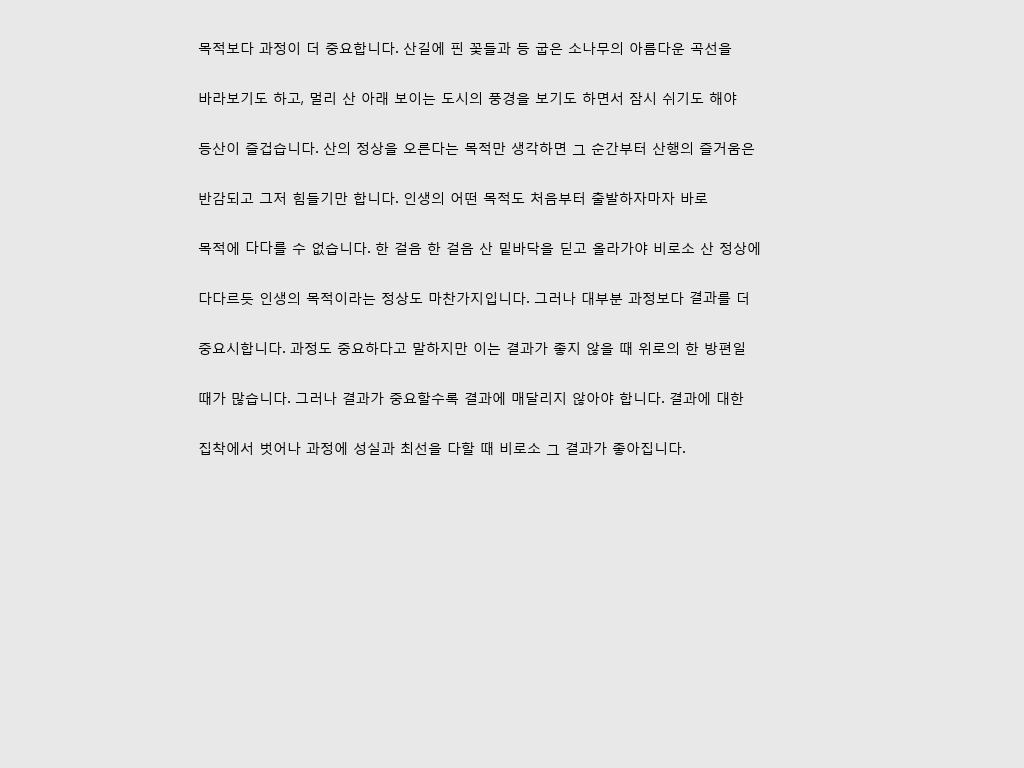 목적보다 과정이 더 중요합니다. 산길에 핀 꽃들과 등 굽은 소나무의 아름다운 곡선을
바라보기도 하고, 멀리 산 아래 보이는 도시의 풍경을 보기도 하면서 잠시 쉬기도 해야
등산이 즐겁습니다. 산의 정상을 오른다는 목적만 생각하면 그 순간부터 산행의 즐거움은
반감되고 그저 힘들기만 합니다. 인생의 어떤 목적도 처음부터 출발하자마자 바로
목적에 다다를 수 없습니다. 한 걸음 한 걸음 산 밑바닥을 딛고 올라가야 비로소 산 정상에
다다르듯 인생의 목적이라는 정상도 마찬가지입니다. 그러나 대부분 과정보다 결과를 더
중요시합니다. 과정도 중요하다고 말하지만 이는 결과가 좋지 않을 때 위로의 한 방편일
때가 많습니다. 그러나 결과가 중요할수록 결과에 매달리지 않아야 합니다. 결과에 대한
집착에서 벗어나 과정에 성실과 최선을 다할 때 비로소 그 결과가 좋아집니다.